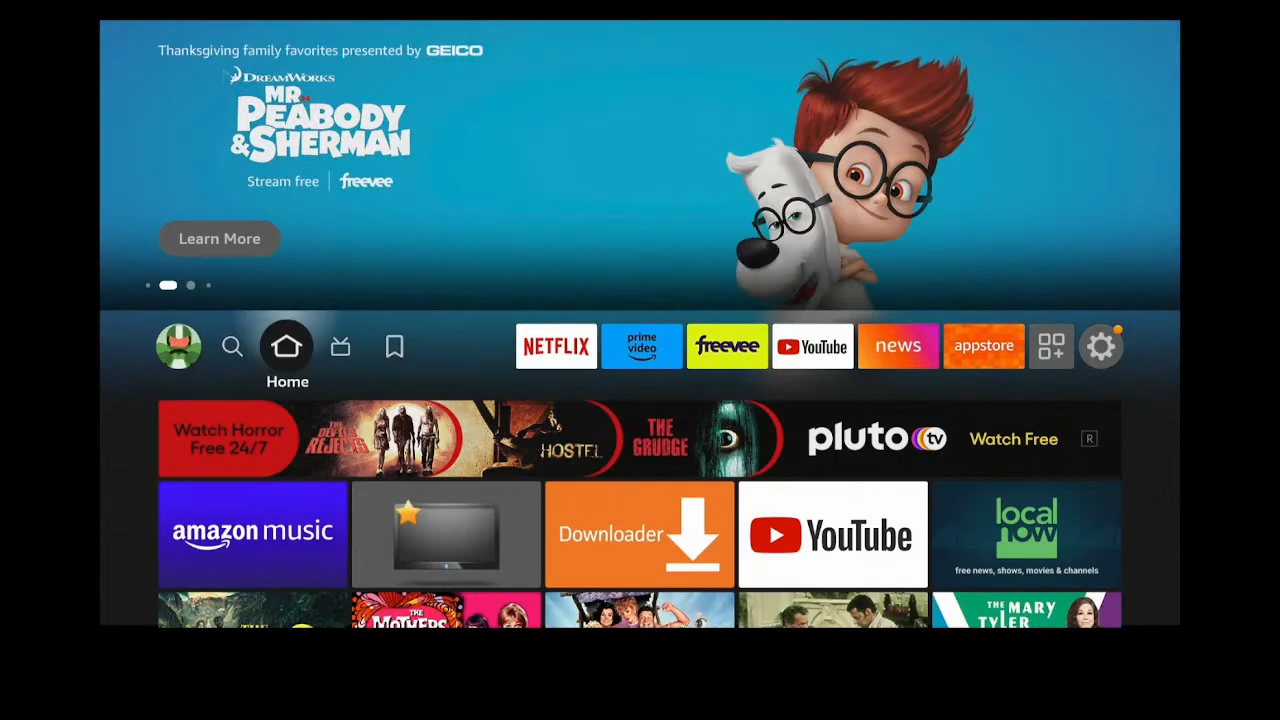 Thanksgiving family favorites presented by GEICO
DREAMWORKS
MR.
PEABODY
&SHERMAN
Stream free | freevee
Learn More
Home
NETFLIX
prime
video
freevee
YouTube
news
appstore
Watch Horror
Free 24/7
THE
DEVIL'S
REJECTS
HOSTEL
THE
GRUDGE
pluto tv
Watch Free
R
amazon music
Downloader
YouTube
local
now
free news, shows, movies & channels
THE
MOTHERS
THE MARY
TYLER